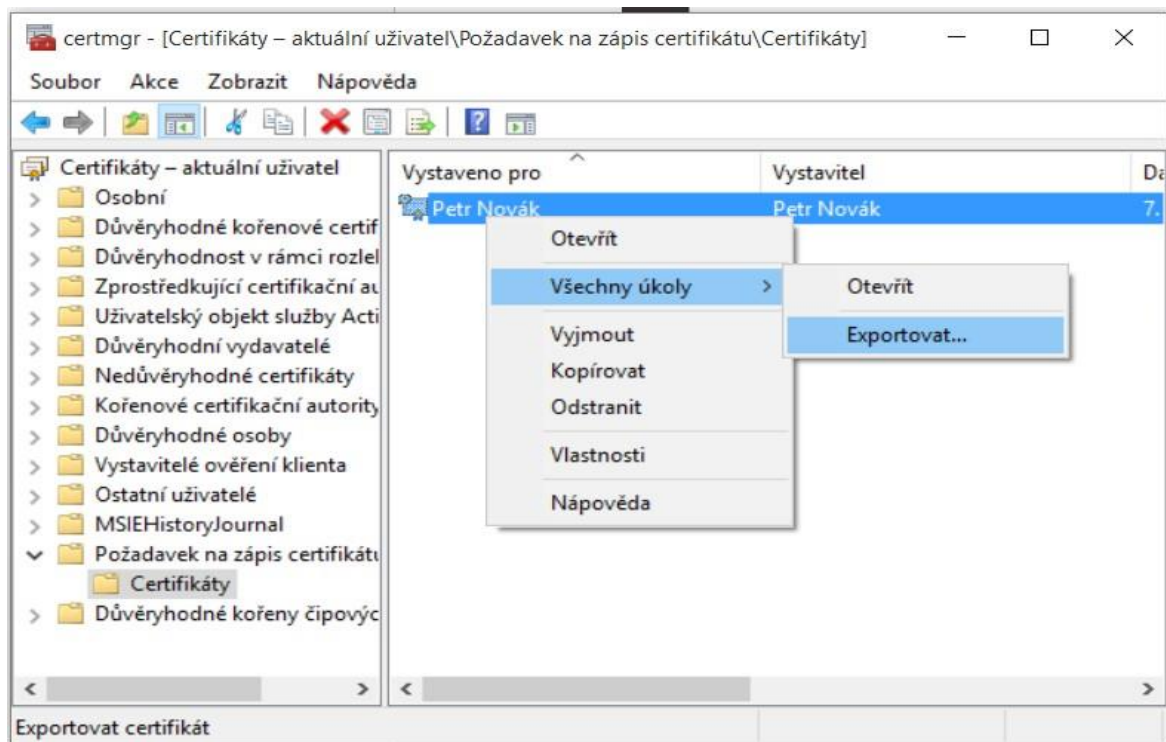 certmgr - [Certifikáty – aktuální uživatel\Požadavek na zápis certifikátu\Certifikáty]
Soubor Akce Zobrazit Nápověda
Certifikáty – aktuální uživatel
Osobní
Důvěryhodné kořenové certif
Důvěryhodnost v rámci rozlel
Zprostředkující certifikační au
Uživatelský objekt služby Acti
Důvěryhodní vydavatelé
Nedůvěryhodné certifikáty
Kořenové certifikační autority
Důvěryhodné osoby
Vystavitelé ověření klienta
Ostatní uživatelé
MSIEHistoryJournal
Požadavek na zápis certifikátu
Certifikáty
Důvěryhodné kořeny čipovýc
Vystaveno pro Vystavitel Da
Petr Novák Petr Novák 7.
Otevřít
Všechny úkoly
Vyjmout
Kopírovat
Odstranit
Vlastnosti
Nápověda
Otevřít
Exportovat...
Exportovat certifikát